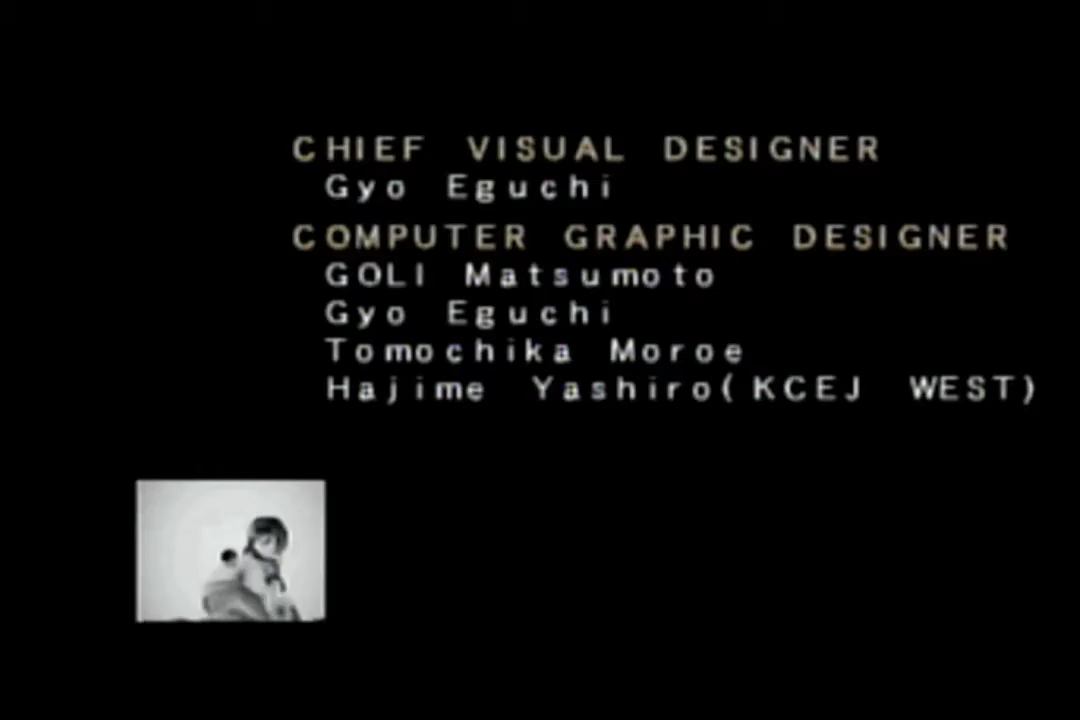 CHIEF VISUAL DESIGNER
Gyo Eguchi
COMPUTER GRAPHIC DESIGNER
GOLI Matsumoto
Gyo Eguchi
Tomochika Moroe
Hajime Yashiro(KCEJ WEST)